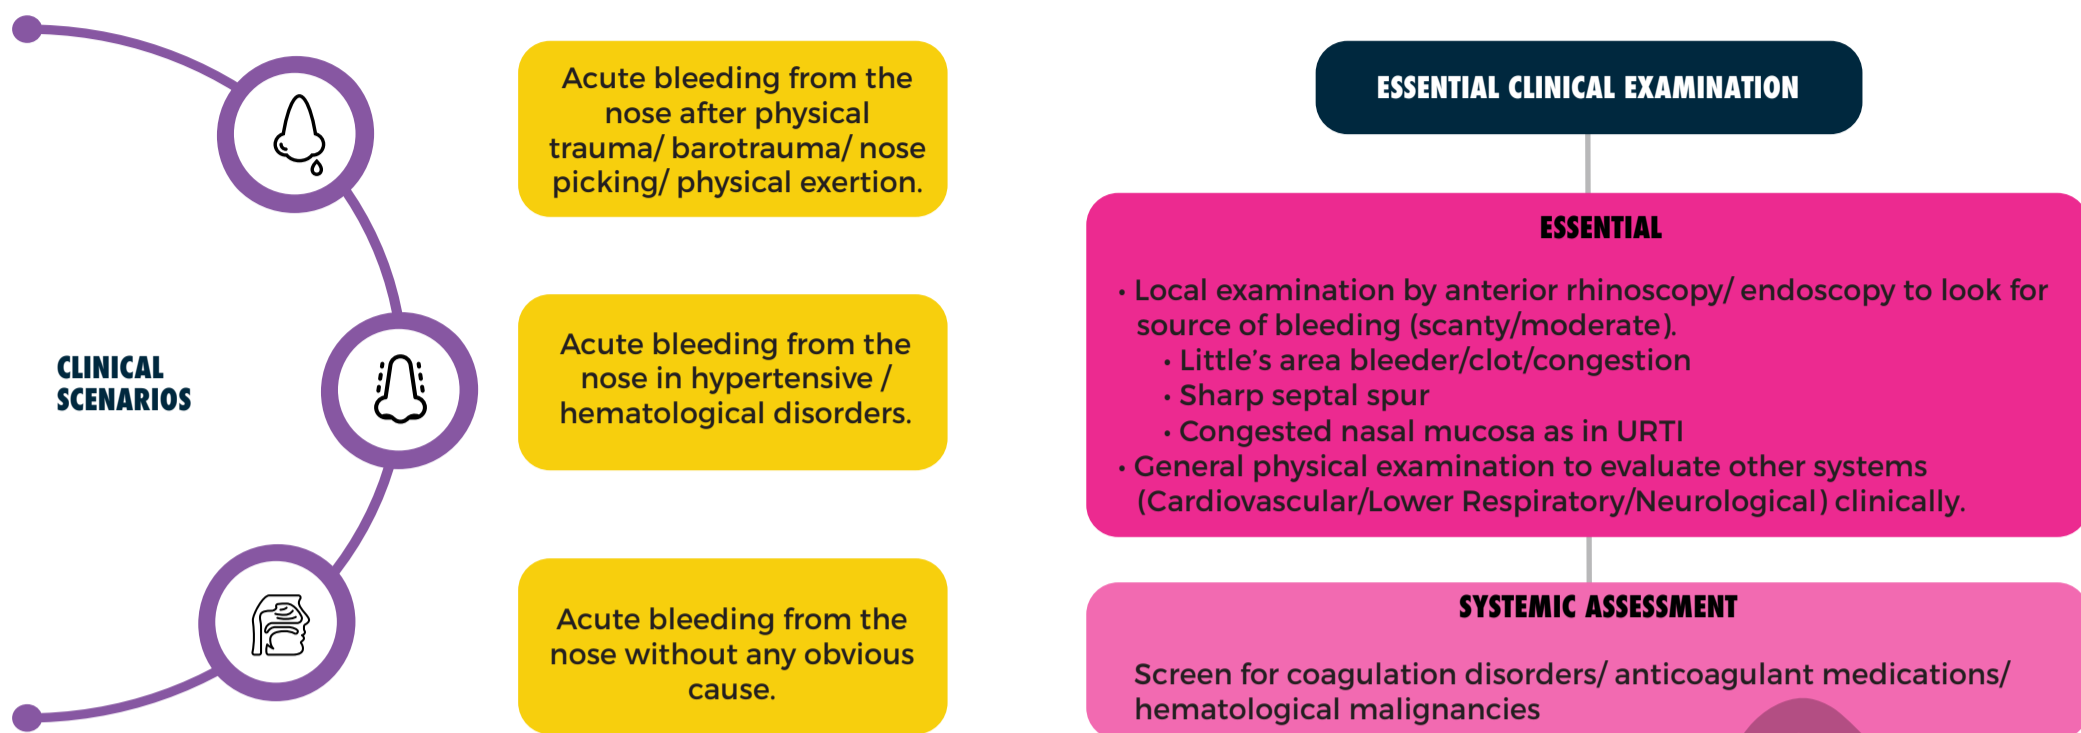 CLINICAL
SCENARIOS
Acute bleeding from the
nose after physical
trauma/ barotrauma/ nose
picking/ physical exertion.
Acute bleeding from the
nose in hypertensive /
hematological disorders.
Acute bleeding from the
nose without any obvious
cause.
ESSENTIAL CLINICAL EXAMINATION
ESSENTIAL
• Local examination by anterior rhinoscopy/ endoscopy to look for
source of bleeding (scanty/moderate).
• Little’s area bleeder/clot/congestion
• Sharp septal spur
• Congested nasal mucosa as in URTI
• General physical examination to evaluate other systems
(Cardiovascular/Lower Respiratory/Neurological) clinically.
SYSTEMIC ASSESSMENT
Screen for coagulation disorders/ anticoagulant medications/
hematological malignancies